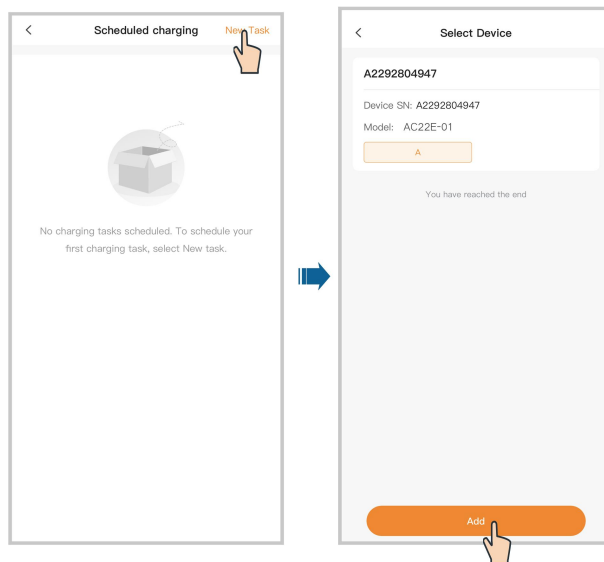 Scheduled charging
New Task
No charging tasks scheduled. To schedule your
first charging task, select New task.
Select Device
A2292804947
Device SN: A2292804947
Model: AC22E-01
A
You have reached the end
Add